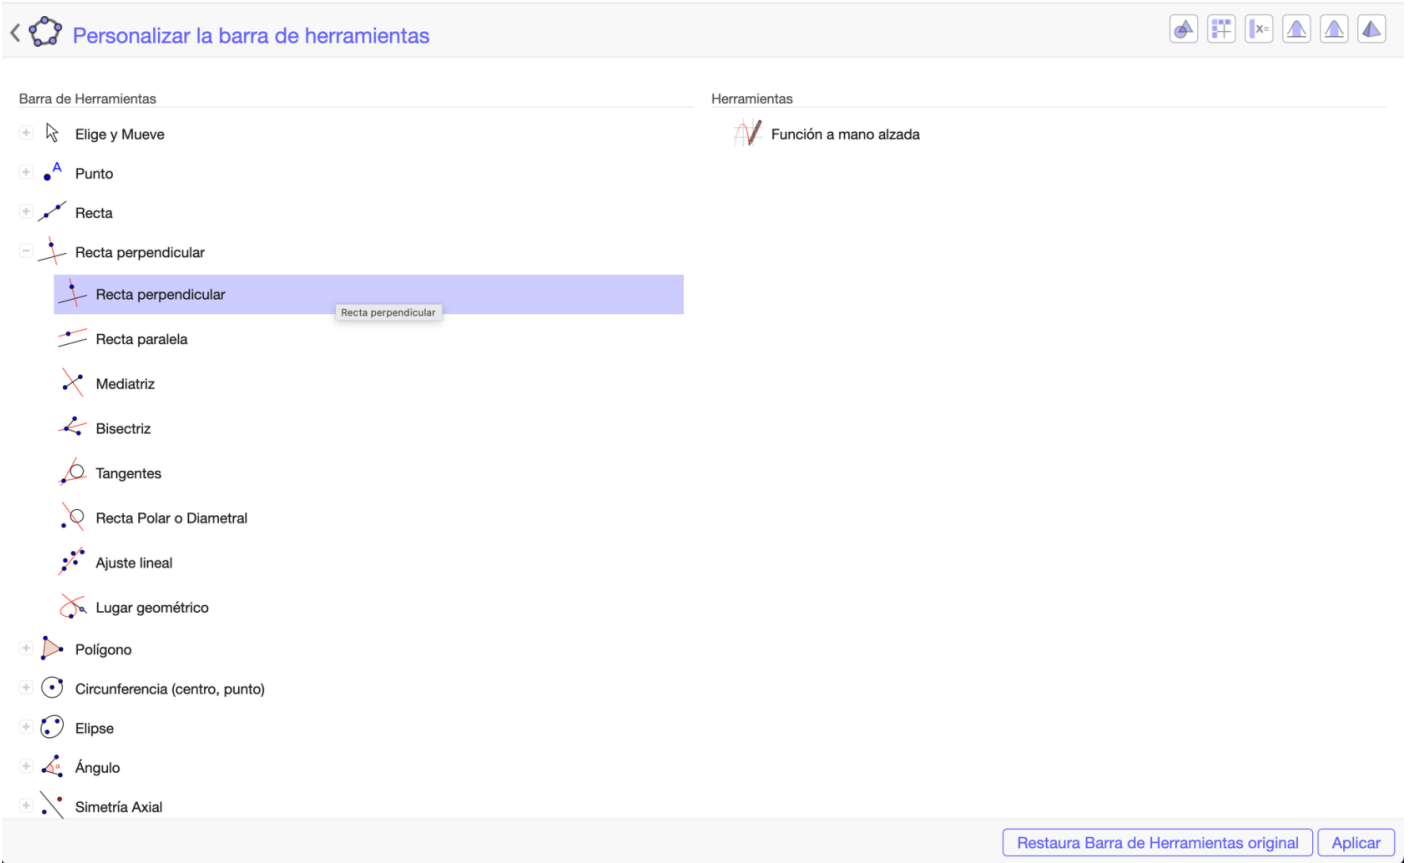 Personalizar la barra de herramientas
X=
Barra de Herramientas
Herramientas
Elige y Mueve
Función a mano alzada
A
Punto
Recta
Recta perpendicular
Recta perpendicular
Recta perpendicular
Recta paralela
Mediatriz
Bisectriz
Tangentes
Recta Polar o Diametral
Ajuste lineal
Lugar geométrico
Polígono
Circunferencia (centro, punto)
Elipse
Ángulo
Simetría Axial
Restaura Barra de Herramientas original
Aplicar